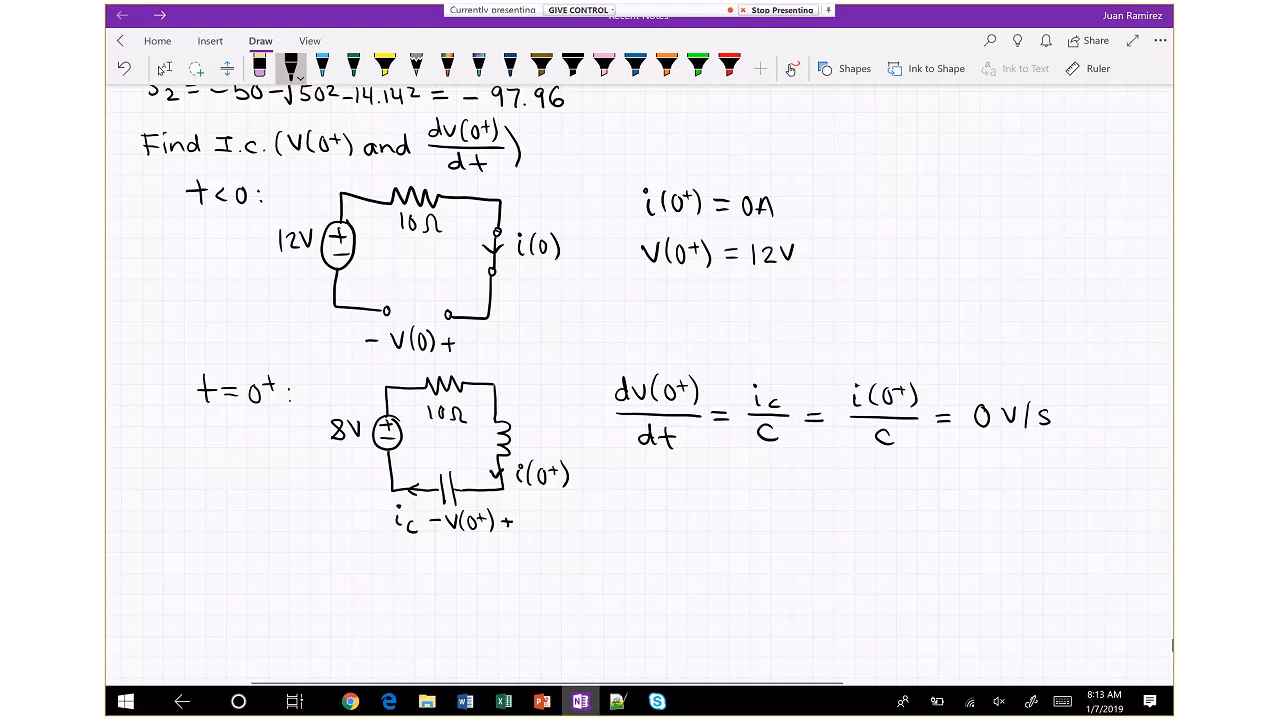 Currently presenting GIVE CONTROL Stop Presenting
Recent Notes
Juan Ramirez
Home Insert Draw View
Share
Shapes Ink to Shape Ink to Text Ruler
S2 = -50 - √50² - 14.14² = - 97.96
Find I.c. (V(0⁺) and dv(0⁺)/dt)
t < 0:
10Ω
12V
i(0)
- V(0) +
i(0⁺) = 0A
V(0⁺) = 12V
t = 0⁺:
10Ω
8V
i(0⁺)
ic - V(0⁺) +
dv(0⁺)/dt = ic/C = i(0⁺)/C = 0 V/s
8:13 AM
1/7/2019